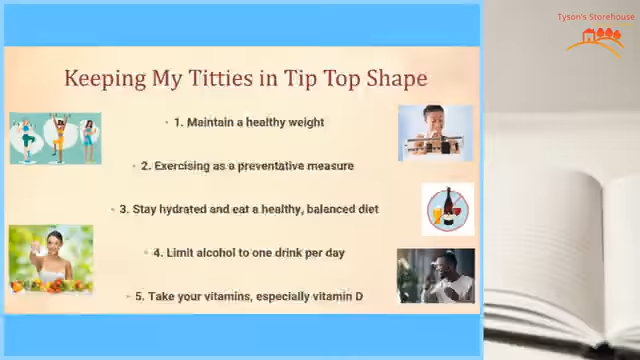 Tyson's Storehouse
Keeping My Titties in Tip Top Shape
1. Maintain a healthy weight
2. Exercising as a preventative measure
3. Stay hydrated and eat a healthy, balanced diet
4. Limit alcohol to one drink per day
5. Take your vitamins, especially vitamin D